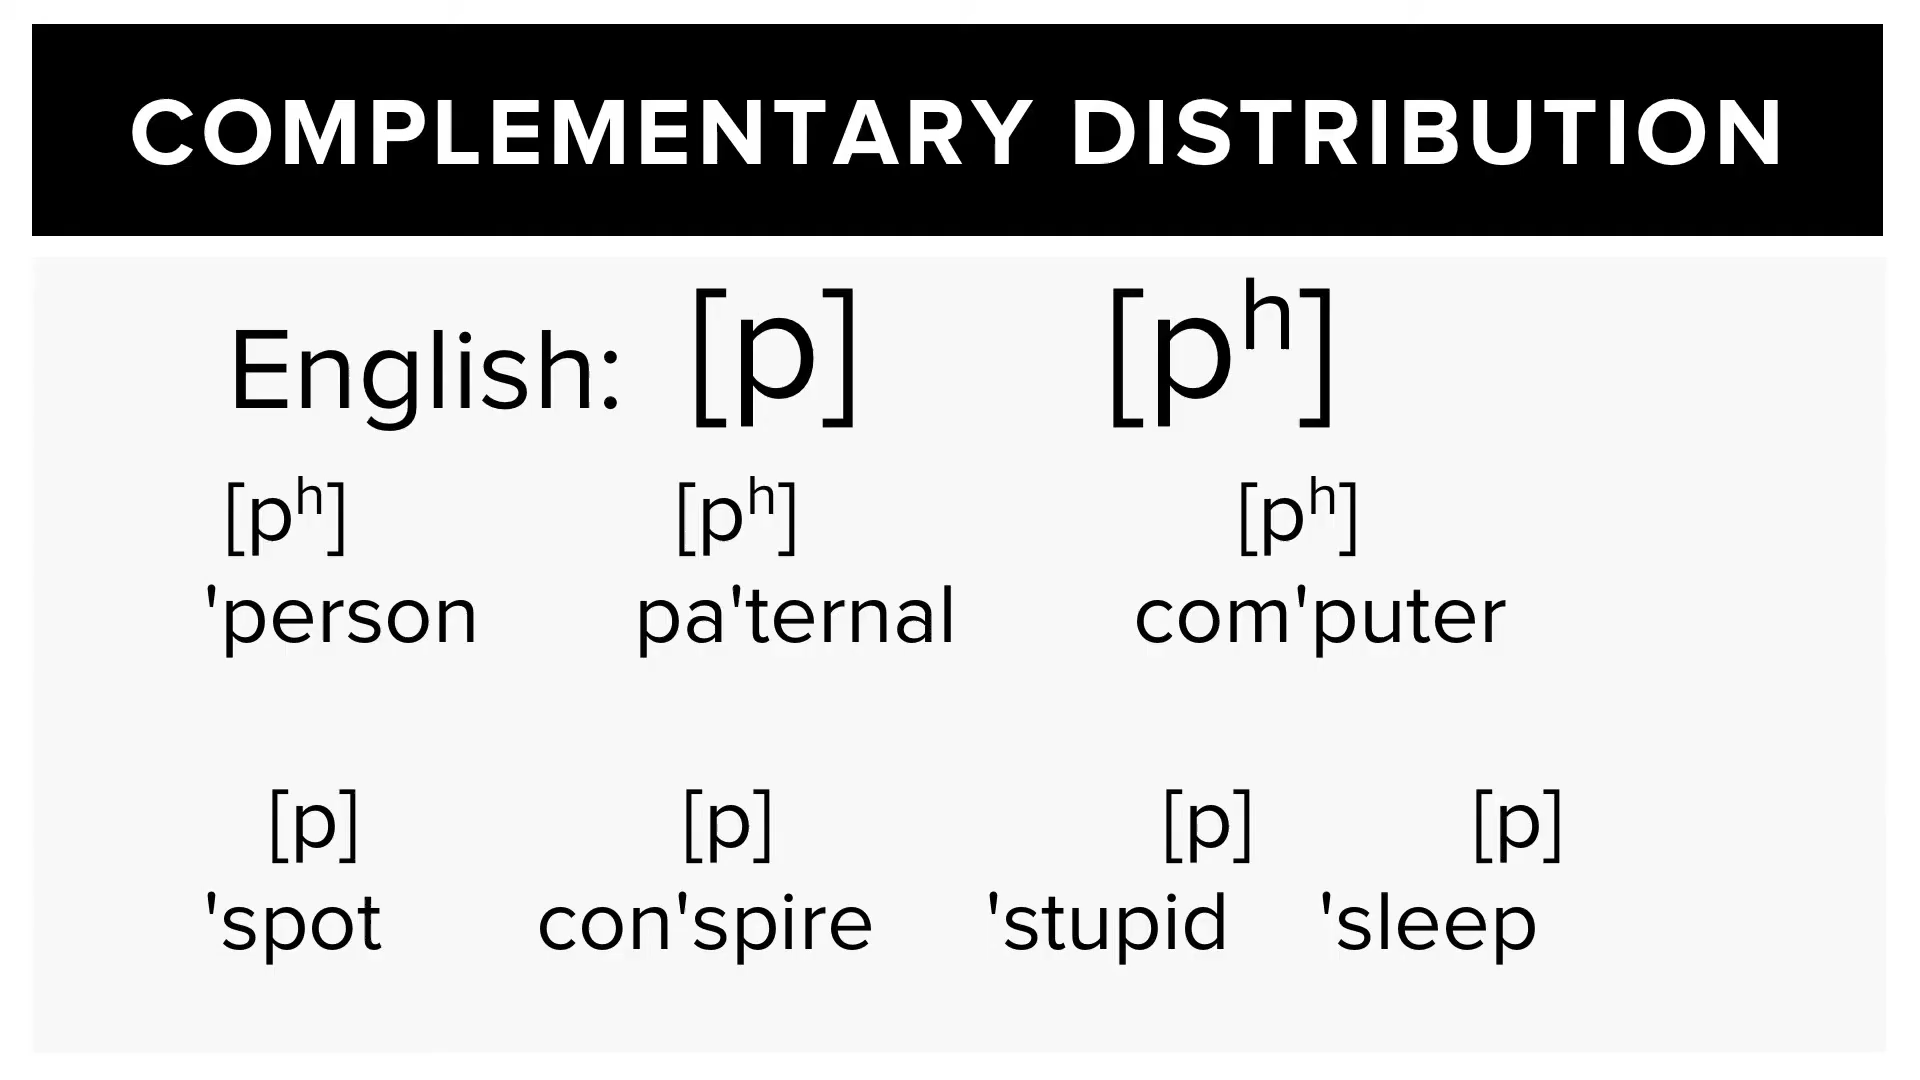 COMPLEMENTARY DISTRIBUTION
English: [p] [pʰ]
[pʰ] [pʰ] [pʰ]
'person pa'ternal com'puter
[p] [p] [p] [p]
'spot con'spire 'stupid 'sleep